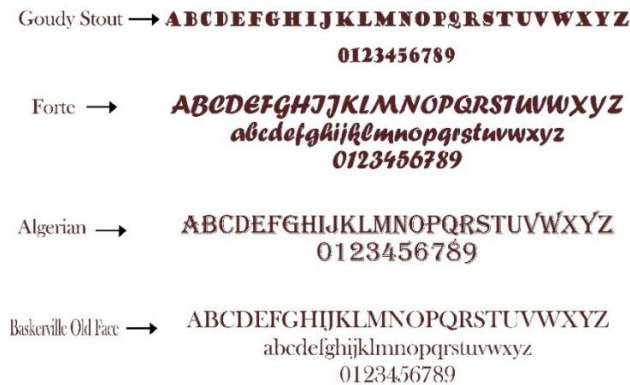 Goudy Stout → ABCDEFGHIJKLMNOPQRSTUVWXYZ
0123456789
Forte → ABCDEFGHIJKLMNOPQRSTUVWXYZ
abcdefghijklmnopqrstuvwxyz
0123456789
Algerian → ABCDEFGHIJKLMNOPQRSTUVWXYZ
0123456789
Baskerville Old Face → ABCDEFGHIJKLMNOPQRSTUVWXYZ
abcdefghijklmnopqrstuvwxyz
0123456789